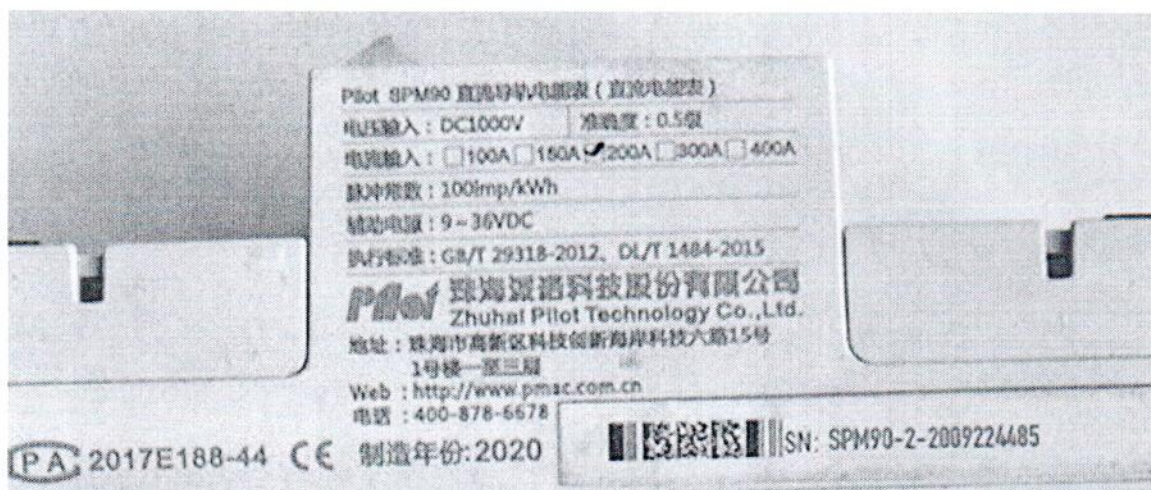 Pilot SPM90 直流导轨电能表（直流电能表）
电压输入：DC1000V 准确度：0.5级
电流输入：□100A□150A☑200A□300A□400A
脉冲常数：100imp/kWh
辅助电源：9~36VDC
执行标准：GB/T 29318-2012、DL/T 1484-2015
Pilot 珠海派诺科技股份有限公司
Zhuhai Pilot Technology Co.,Ltd.
地址：珠海市高新区科技创新海岸科技六路15号
1号楼一至三层
Web：http://www.pmac.com.cn
电话：400-878-6678
PA 2017E188-44 CE 制造年份:2020
SN: SPM90-2-2009224485